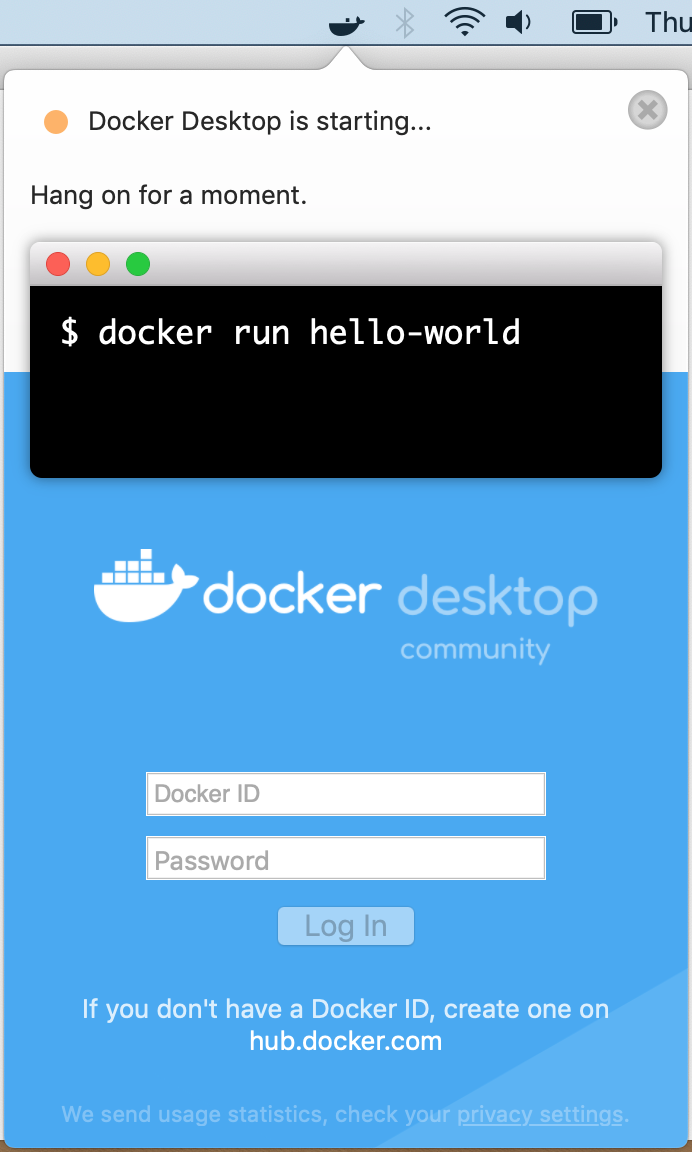 Thu
Docker Desktop is starting...
Hang on for a moment.
$ docker run hello-world
docker desktop
community
Docker ID
Password
Log In
If you don't have a Docker ID, create one on
hub.docker.com
We send usage statistics, check your privacy settings.